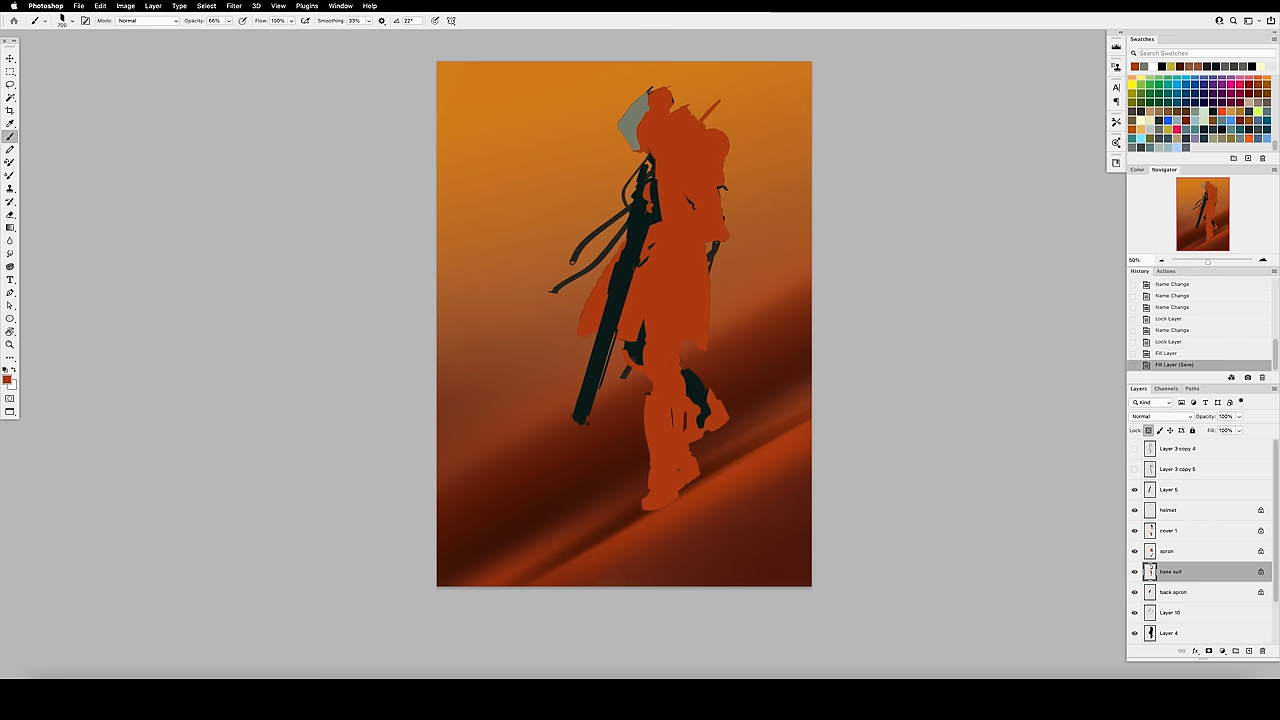 Photoshop File Edit Image Layer Type Select Filter 3D View Plugins Window Help
700 Mode: Normal Opacity: 66% Flow: 100% Smoothing: 33% 22°
Swatches
Search Swatches
Color Navigator
50%
History Actions
Name Change
Name Change
Name Change
Lock Layer
Name Change
Lock Layer
Fill Layer
Fill Layer (Save)
Layers Channels Paths
Kind
Normal Opacity: 100%
Lock: Fill: 100%
Layer 3 copy 4
Layer 3 copy 5
Layer 5
helmet
cover 1
apron
base suit
back apron
Layer 10
Layer 4